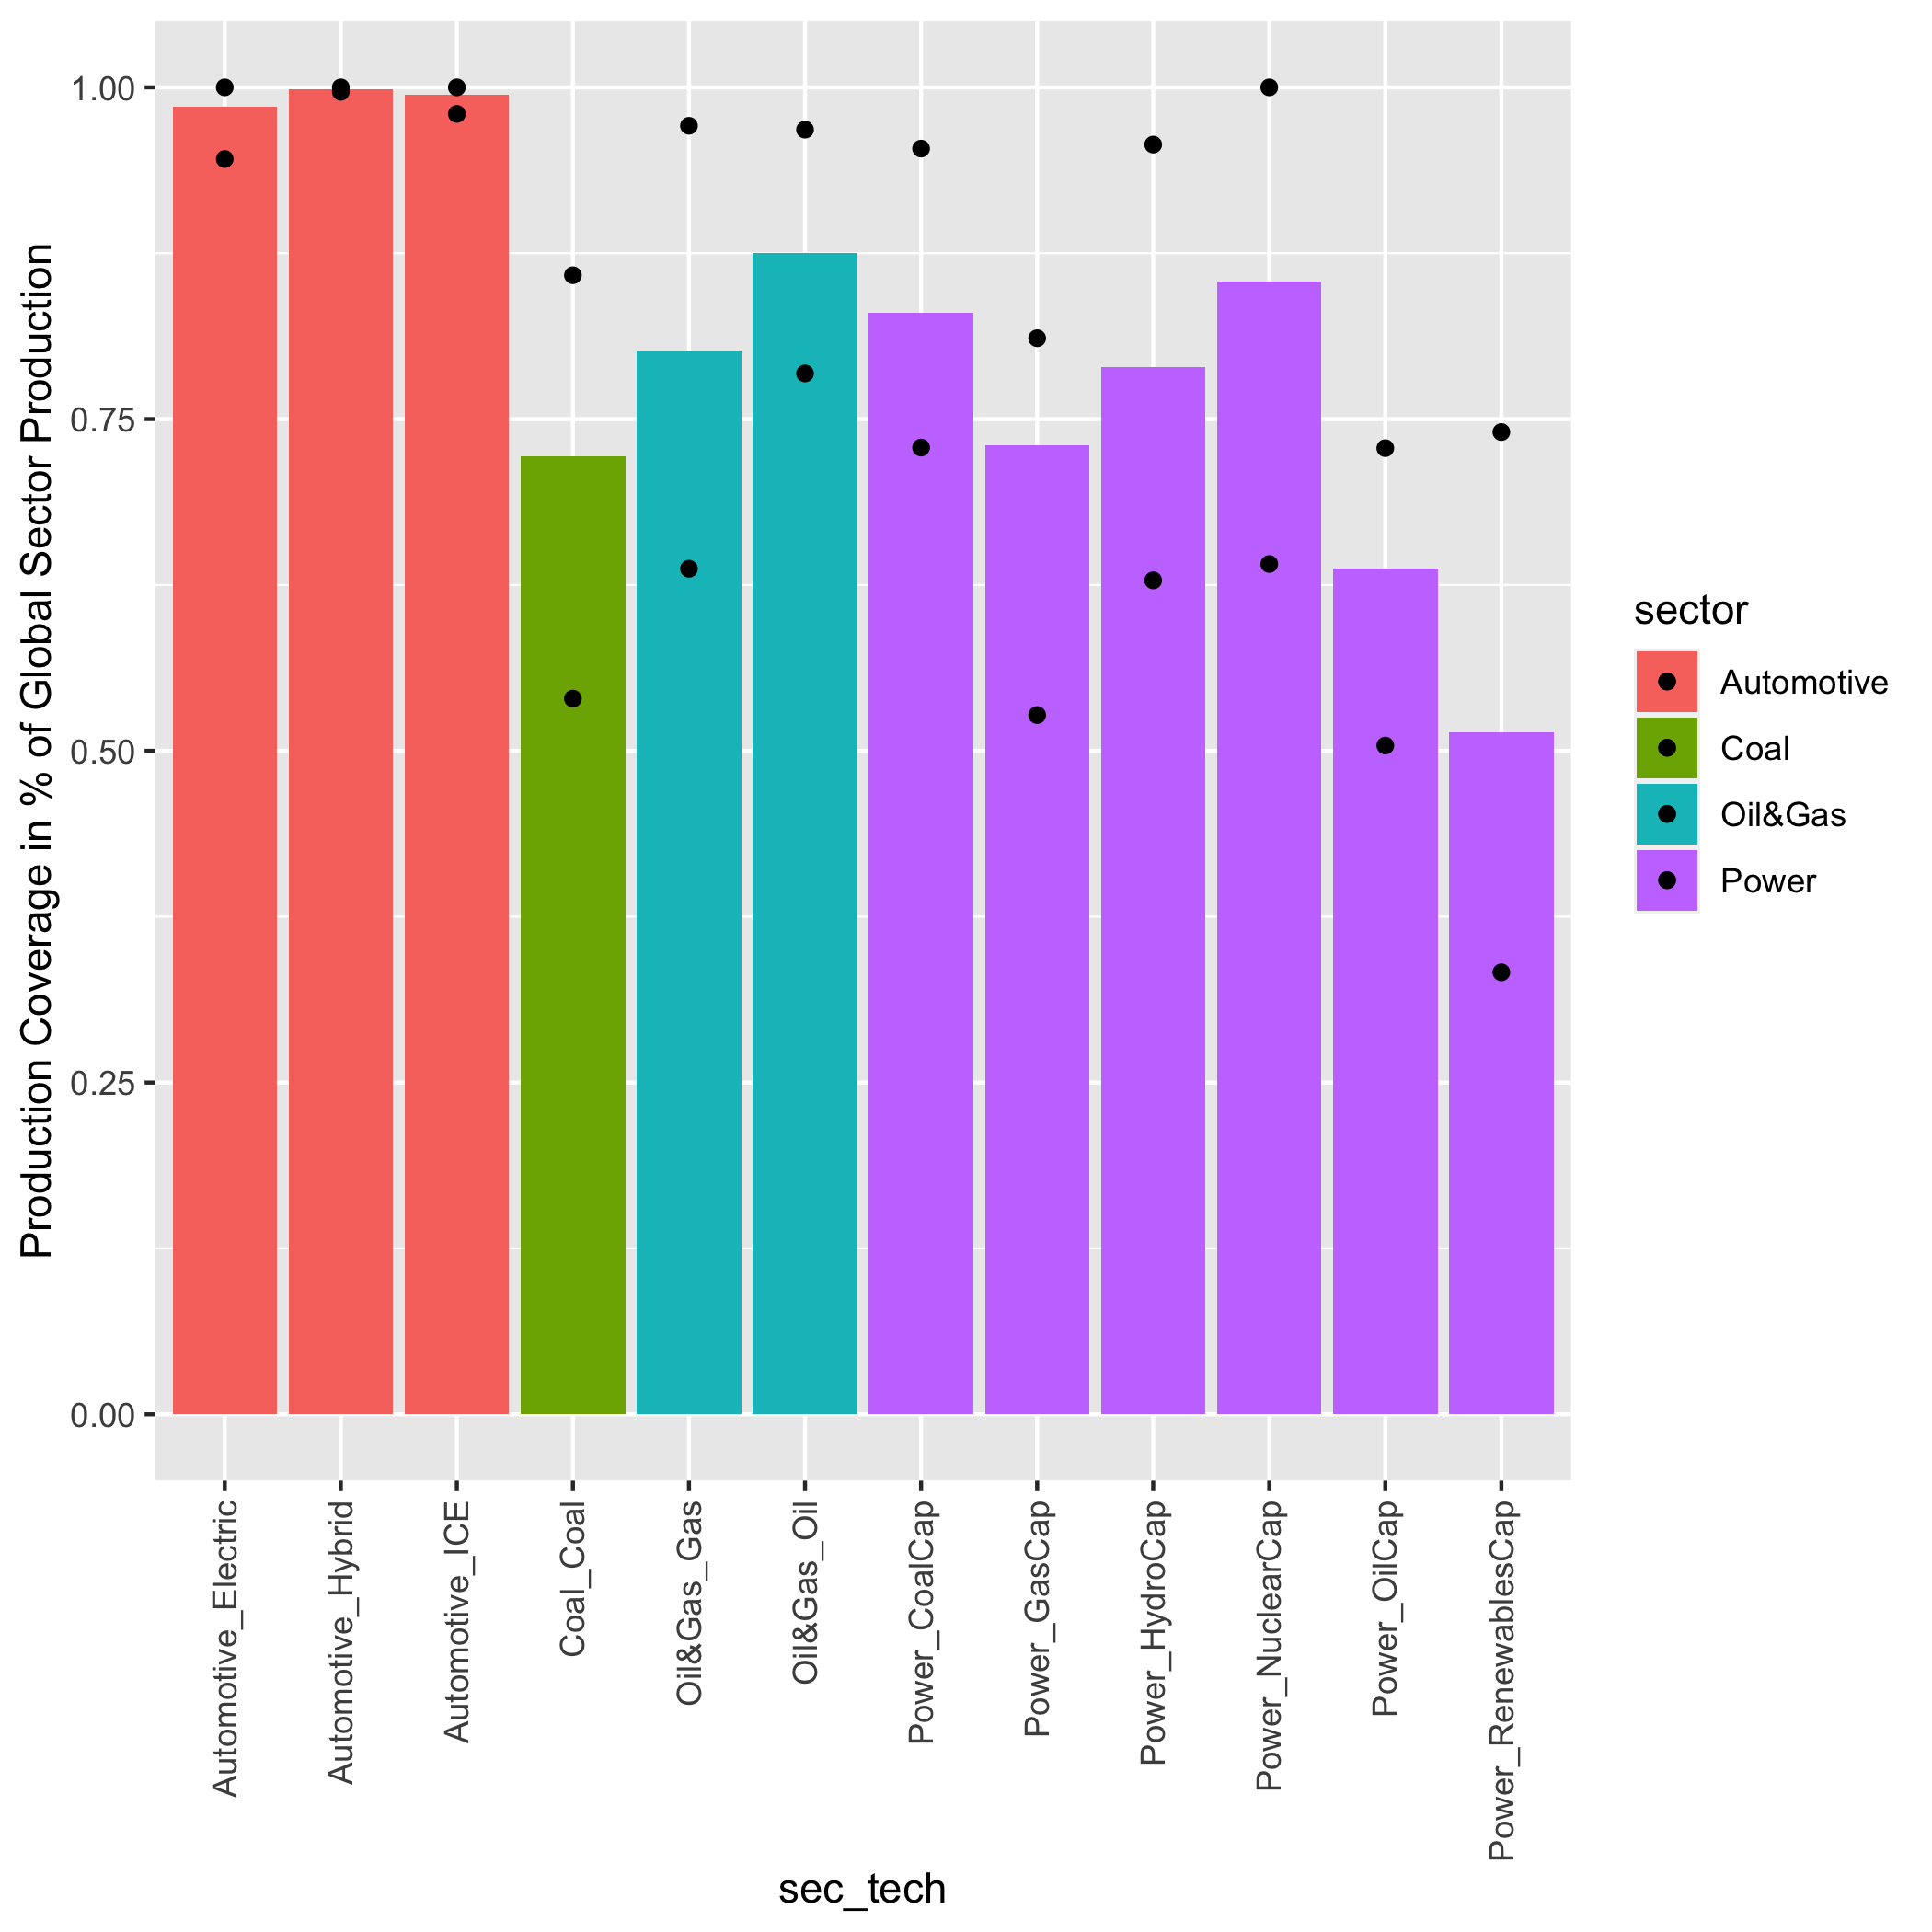 Production Coverage in % of Global Sector Production
1.00
0.75
0.50
0.25
0.00
Automotive_Electric
Automotive_Hybrid
Automotive_ICE
Coal_Coal
Oil&Gas_Gas
Oil&Gas_Oil
Power_CoalCap
Power_GasCap
Power_HydroCap
Power_NuclearCap
Power_OilCap
Power_RenewablesCap
sec_tech
sector
Automotive
Coal
Oil&Gas
Power